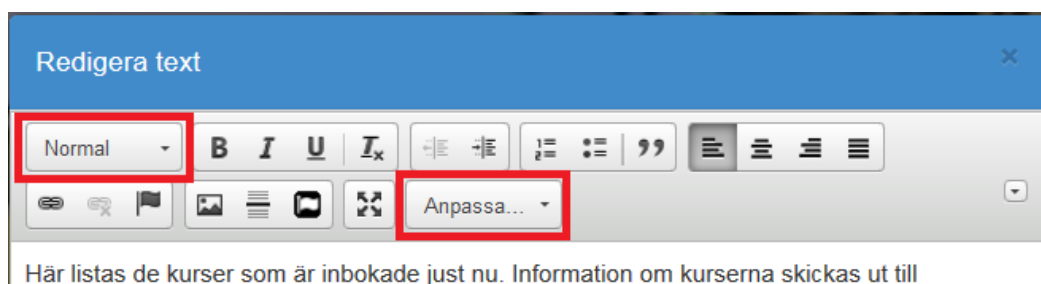 Redigera text
Normal
Anpassa...
Här listas de kurser som är inbokade just nu. Information om kurserna skickas ut till